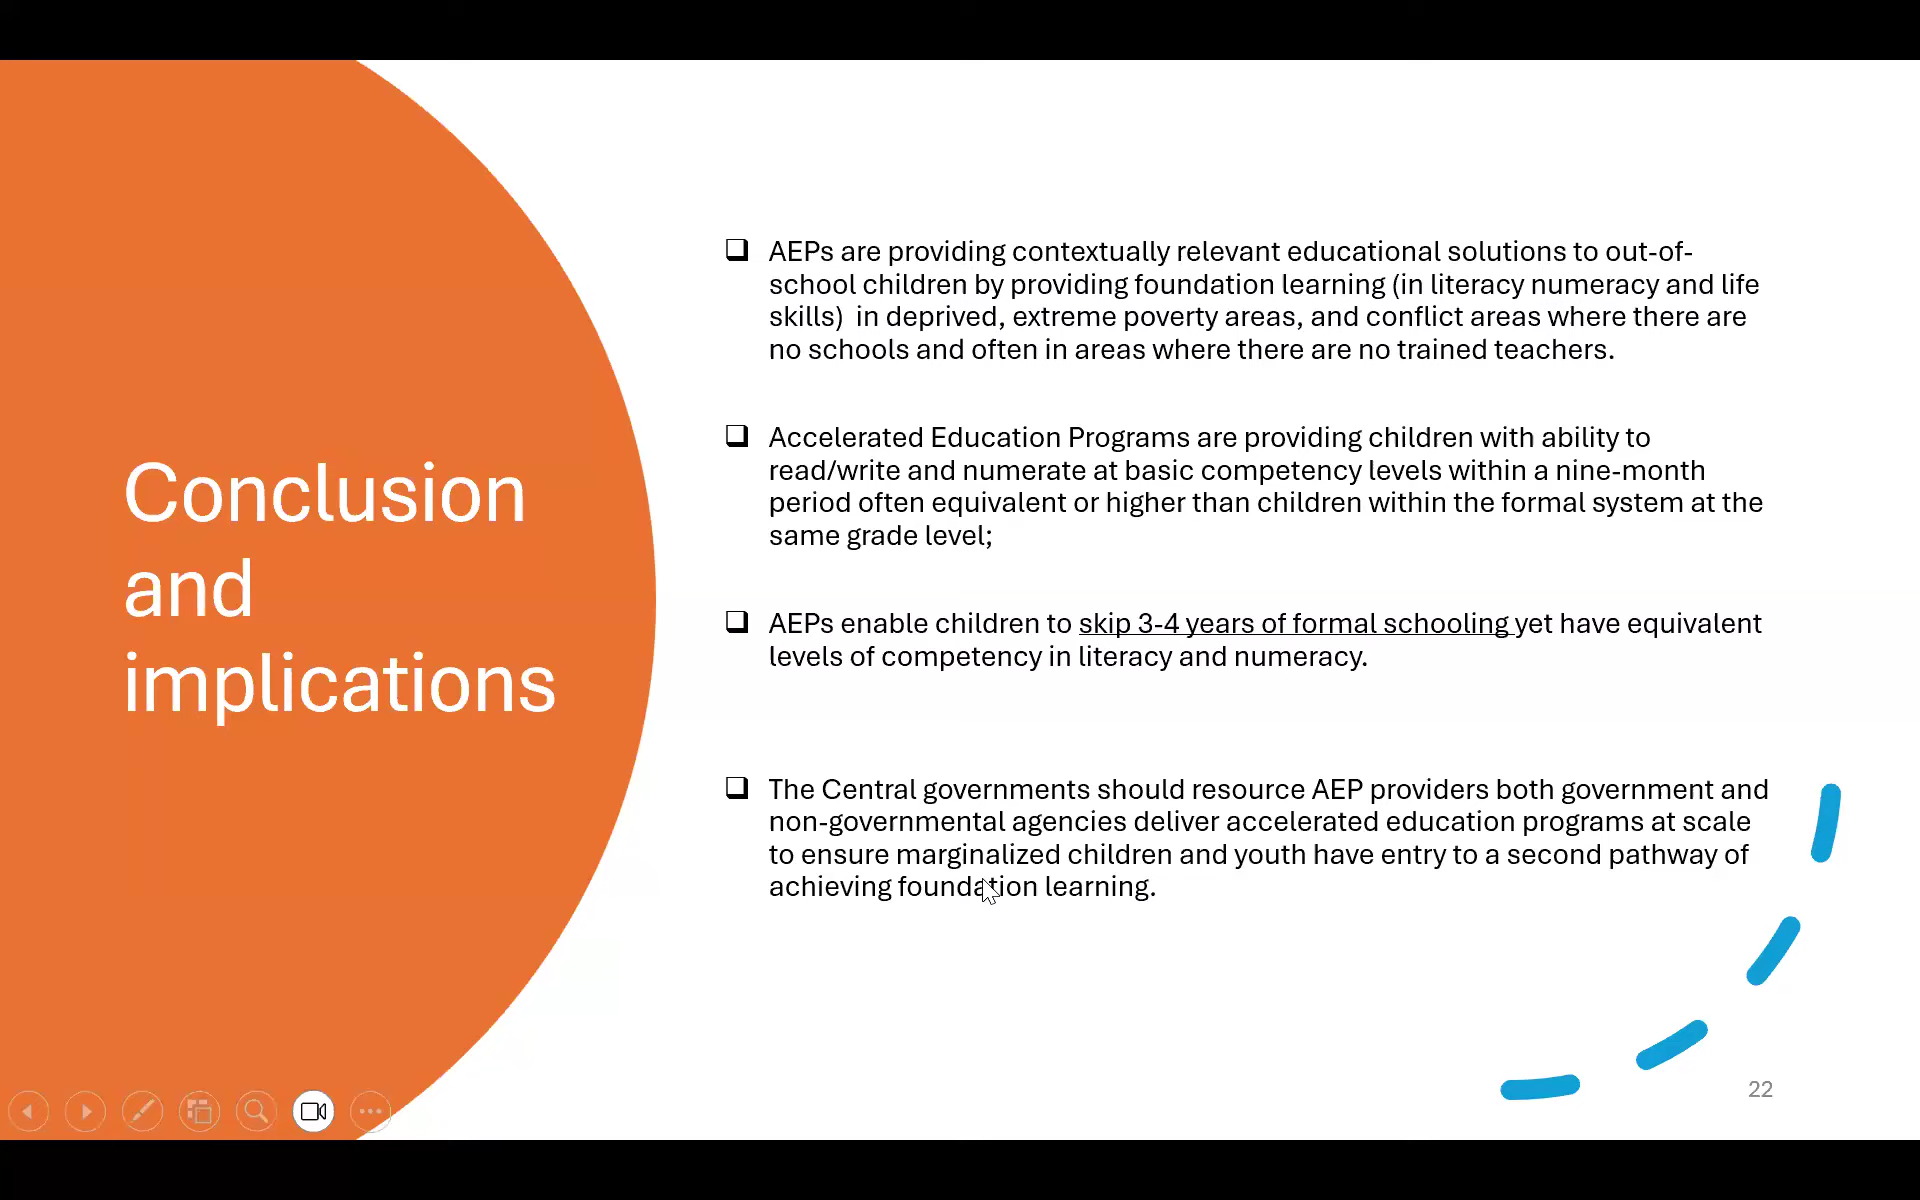 Conclusion
and
implications
AEPs are providing contextually relevant educational solutions to out-of-
school children by providing foundation learning (in literacy numeracy and life
skills)  in deprived, extreme poverty areas, and conflict areas where there are
no schools and often in areas where there are no trained teachers.
Accelerated Education Programs are providing children with ability to
read/write and numerate at basic competency levels within a nine-month
period often equivalent or higher than children within the formal system at the
same grade level;
AEPs enable children to skip 3-4 years of formal schooling yet have equivalent
levels of competency in literacy and numeracy.
The Central governments should resource AEP providers both government and
non-governmental agencies deliver accelerated education programs at scale
to ensure marginalized children and youth have entry to a second pathway of
achieving foundation learning.
22